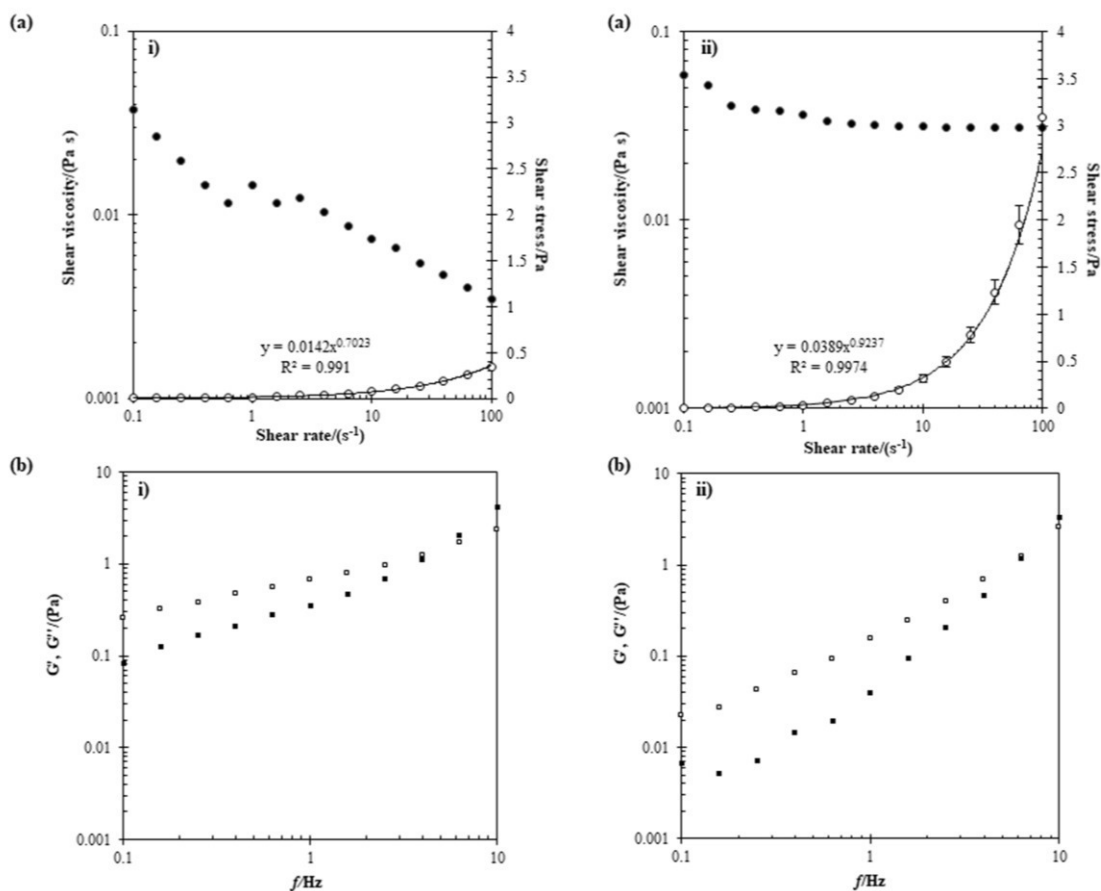 (a)
i)
0.1
0.01
0.001
Shear viscosity/(Pa s)
4
3.5
3
2.5
2
1.5
1
0.5
0
Shear stress/Pa
y = 0.0142x^0.7023
R² = 0.991
0.1
1
10
100
Shear rate/(s⁻¹)
(a)
ii)
0.1
0.01
0.001
Shear viscosity/(Pa s)
4
3.5
3
2.5
2
1.5
1
0.5
0
Shear stress/Pa
y = 0.0389x^0.9237
R² = 0.9974
0.1
1
10
100
Shear rate/(s⁻¹)
(b)
i)
10
1
0.1
0.01
0.001
G', G''/(Pa)
0.1
1
10
f/Hz
(b)
ii)
10
1
0.1
0.01
0.001
G', G''/(Pa)
0.1
1
10
f/Hz